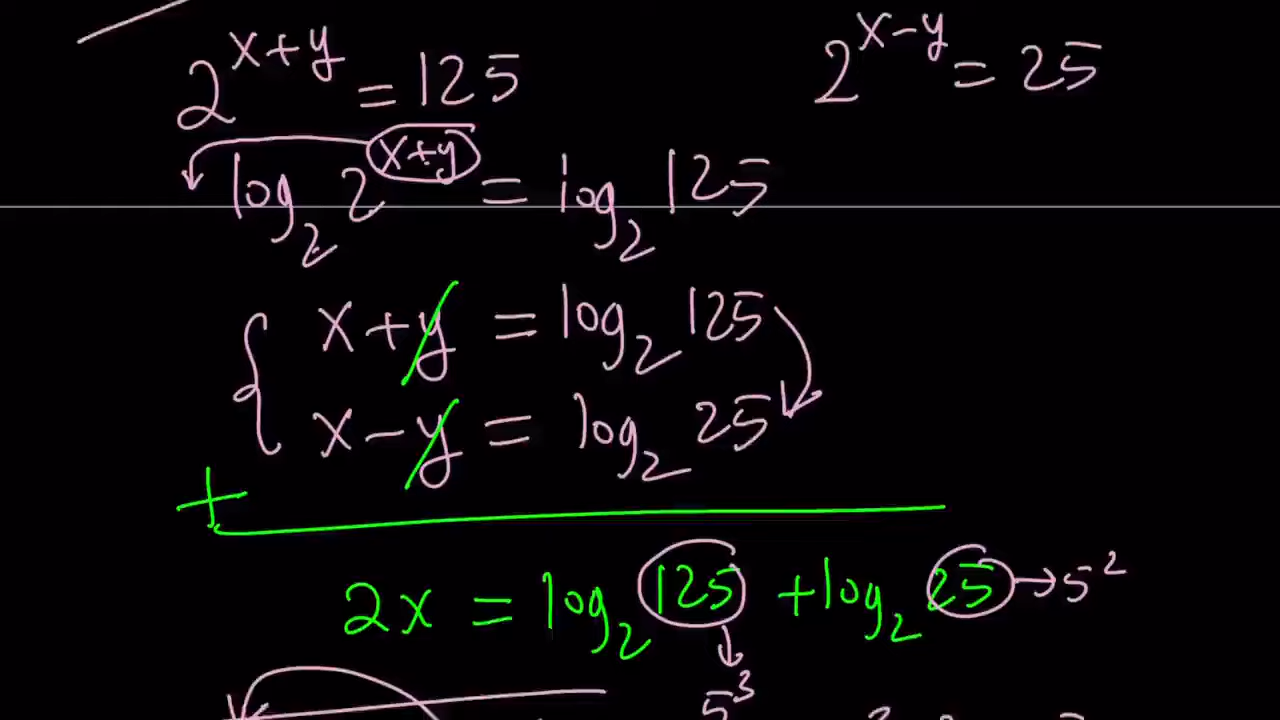 2^{x+y} = 125 2^{x-y} = 25
log_2 2^{x+y} = log_2 125
x+y = log_2 125
x-y = log_2 25
+
2x = log_2 125 + log_2 25 → 5^2
↓
5^3